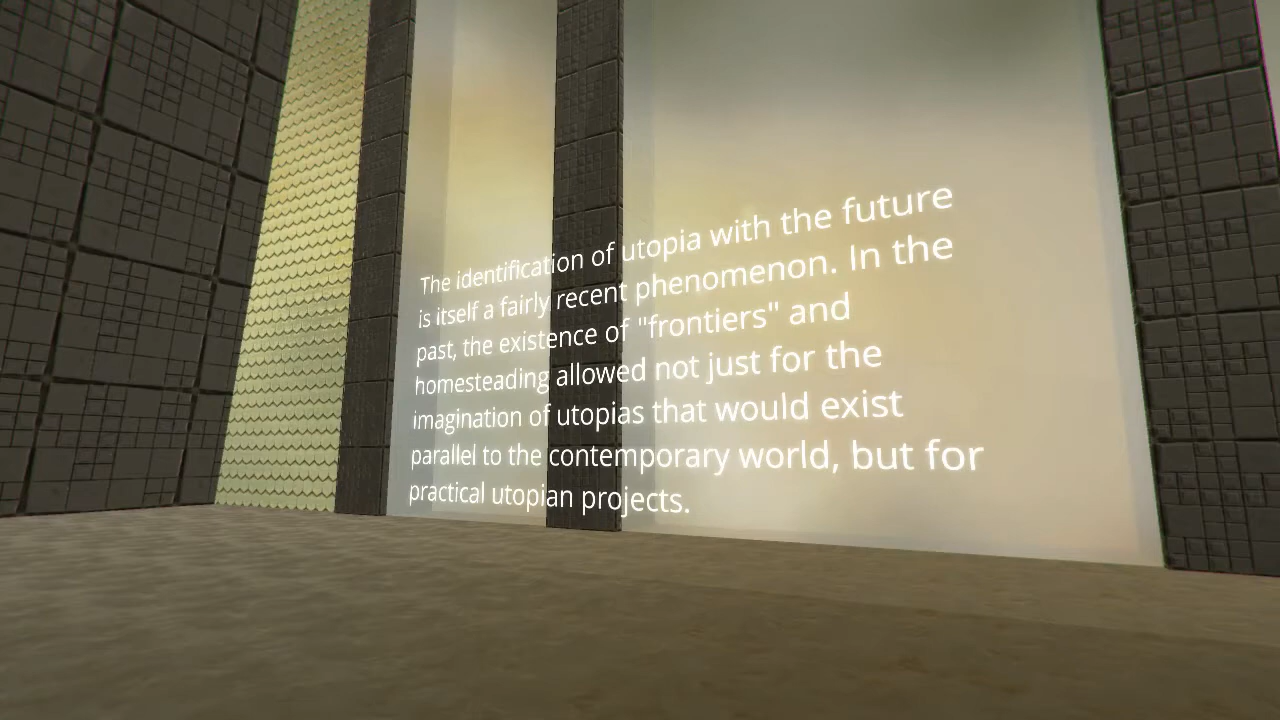 The identification of utopia with the future
is itself a fairly recent phenomenon. In the
past, the existence of "frontiers" and
homesteading allowed not just for the
imagination of utopias that would exist
parallel to the contemporary world, but for
practical utopian projects.